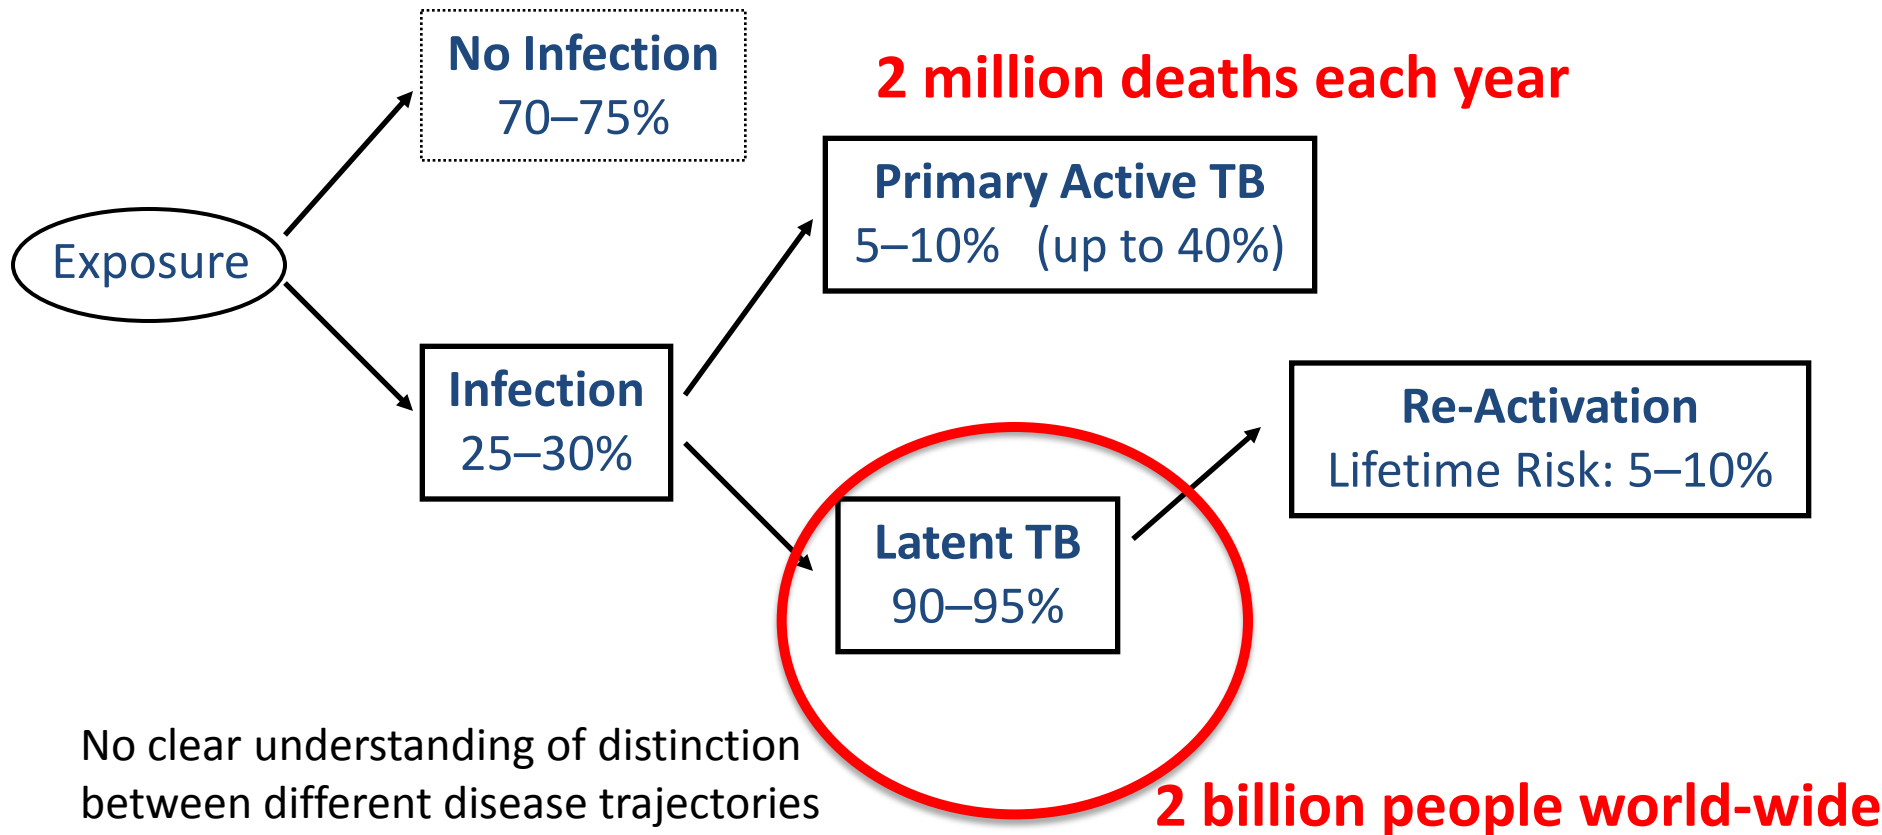 No Infection
70–75%
2 million deaths each year
Primary Active TB
5–10% (up to 40%)
Exposure
Infection
25–30%
Re-Activation
Lifetime Risk: 5–10%
Latent TB
90–95%
No clear understanding of distinction
between different disease trajectories
2 billion people world-wide